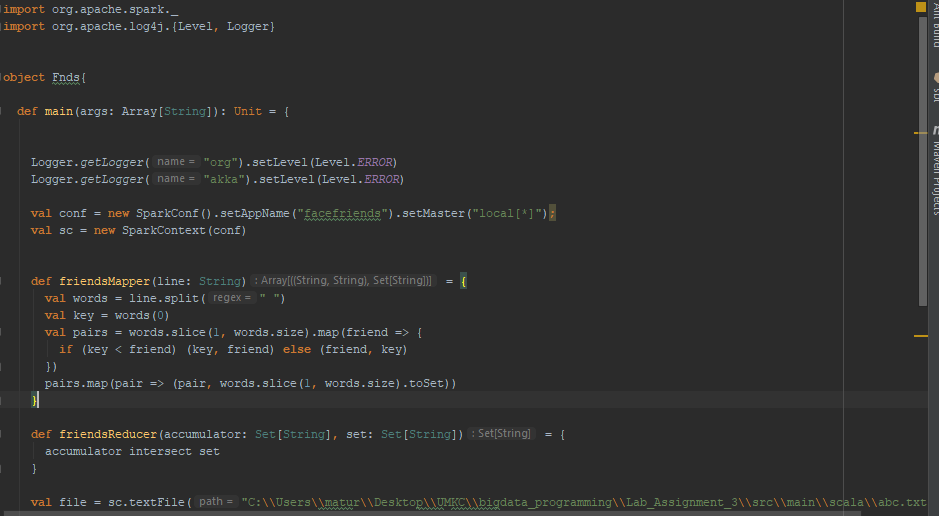 import org.apache.spark._
import org.apache.log4j.{Level, Logger}
object Fnds{
def main(args: Array[String]): Unit = {
Logger.getLogger( name = "org").setLevel(Level.ERROR)
Logger.getLogger( name = "akka").setLevel(Level.ERROR)
val conf = new SparkConf().setAppName("facefriends").setMaster("local[*]");
val sc = new SparkContext(conf)
def friendsMapper(line: String) : Array[((String, String), Set[String])] = {
val words = line.split( regex = " ")
val key = words(0)
val pairs = words.slice(1, words.size).map(friend => {
if (key < friend) (key, friend) else (friend, key)
})
pairs.map(pair => (pair, words.slice(1, words.size).toSet))
}
def friendsReducer(accumulator: Set[String], set: Set[String]) : Set[String] = {
accumulator intersect set
}
val file = sc.textFile( path = "C:\\Users\\matur\\Desktop\\UMKC\\bigdata_programming\\Lab_Assignment_3\\src\\main\\scala\\abc.txt
Ant Build
sbt
m Maven Projects